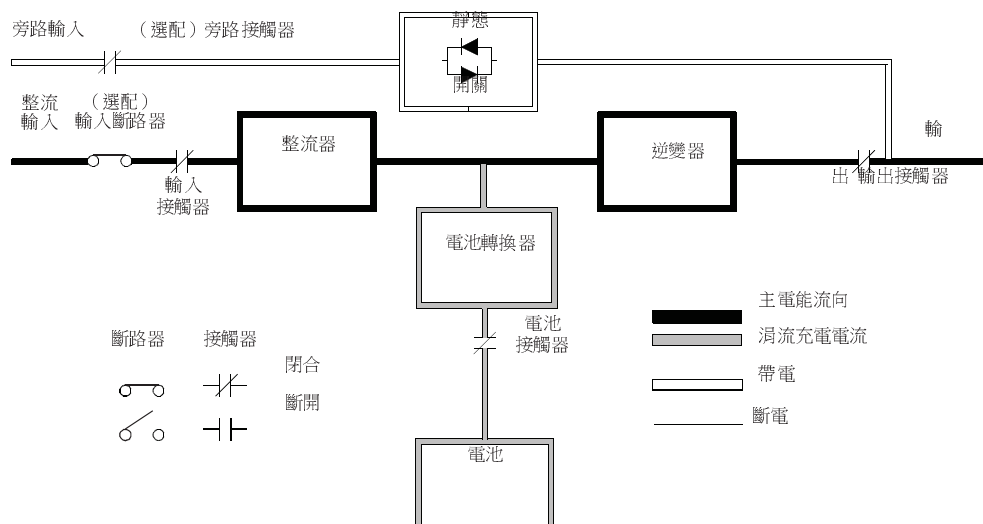 旁路輸入
（選配）旁路接觸器
靜態
開關
整流
輸入
（選配）
輸入斷路器
輸入
接觸器
整流器
逆變器
輸
出 輸出接觸器
電池轉換器
電池
接觸器
電池
斷路器
接觸器
閉合
斷開
主電能流向
涓流充電電流
帶電
斷電